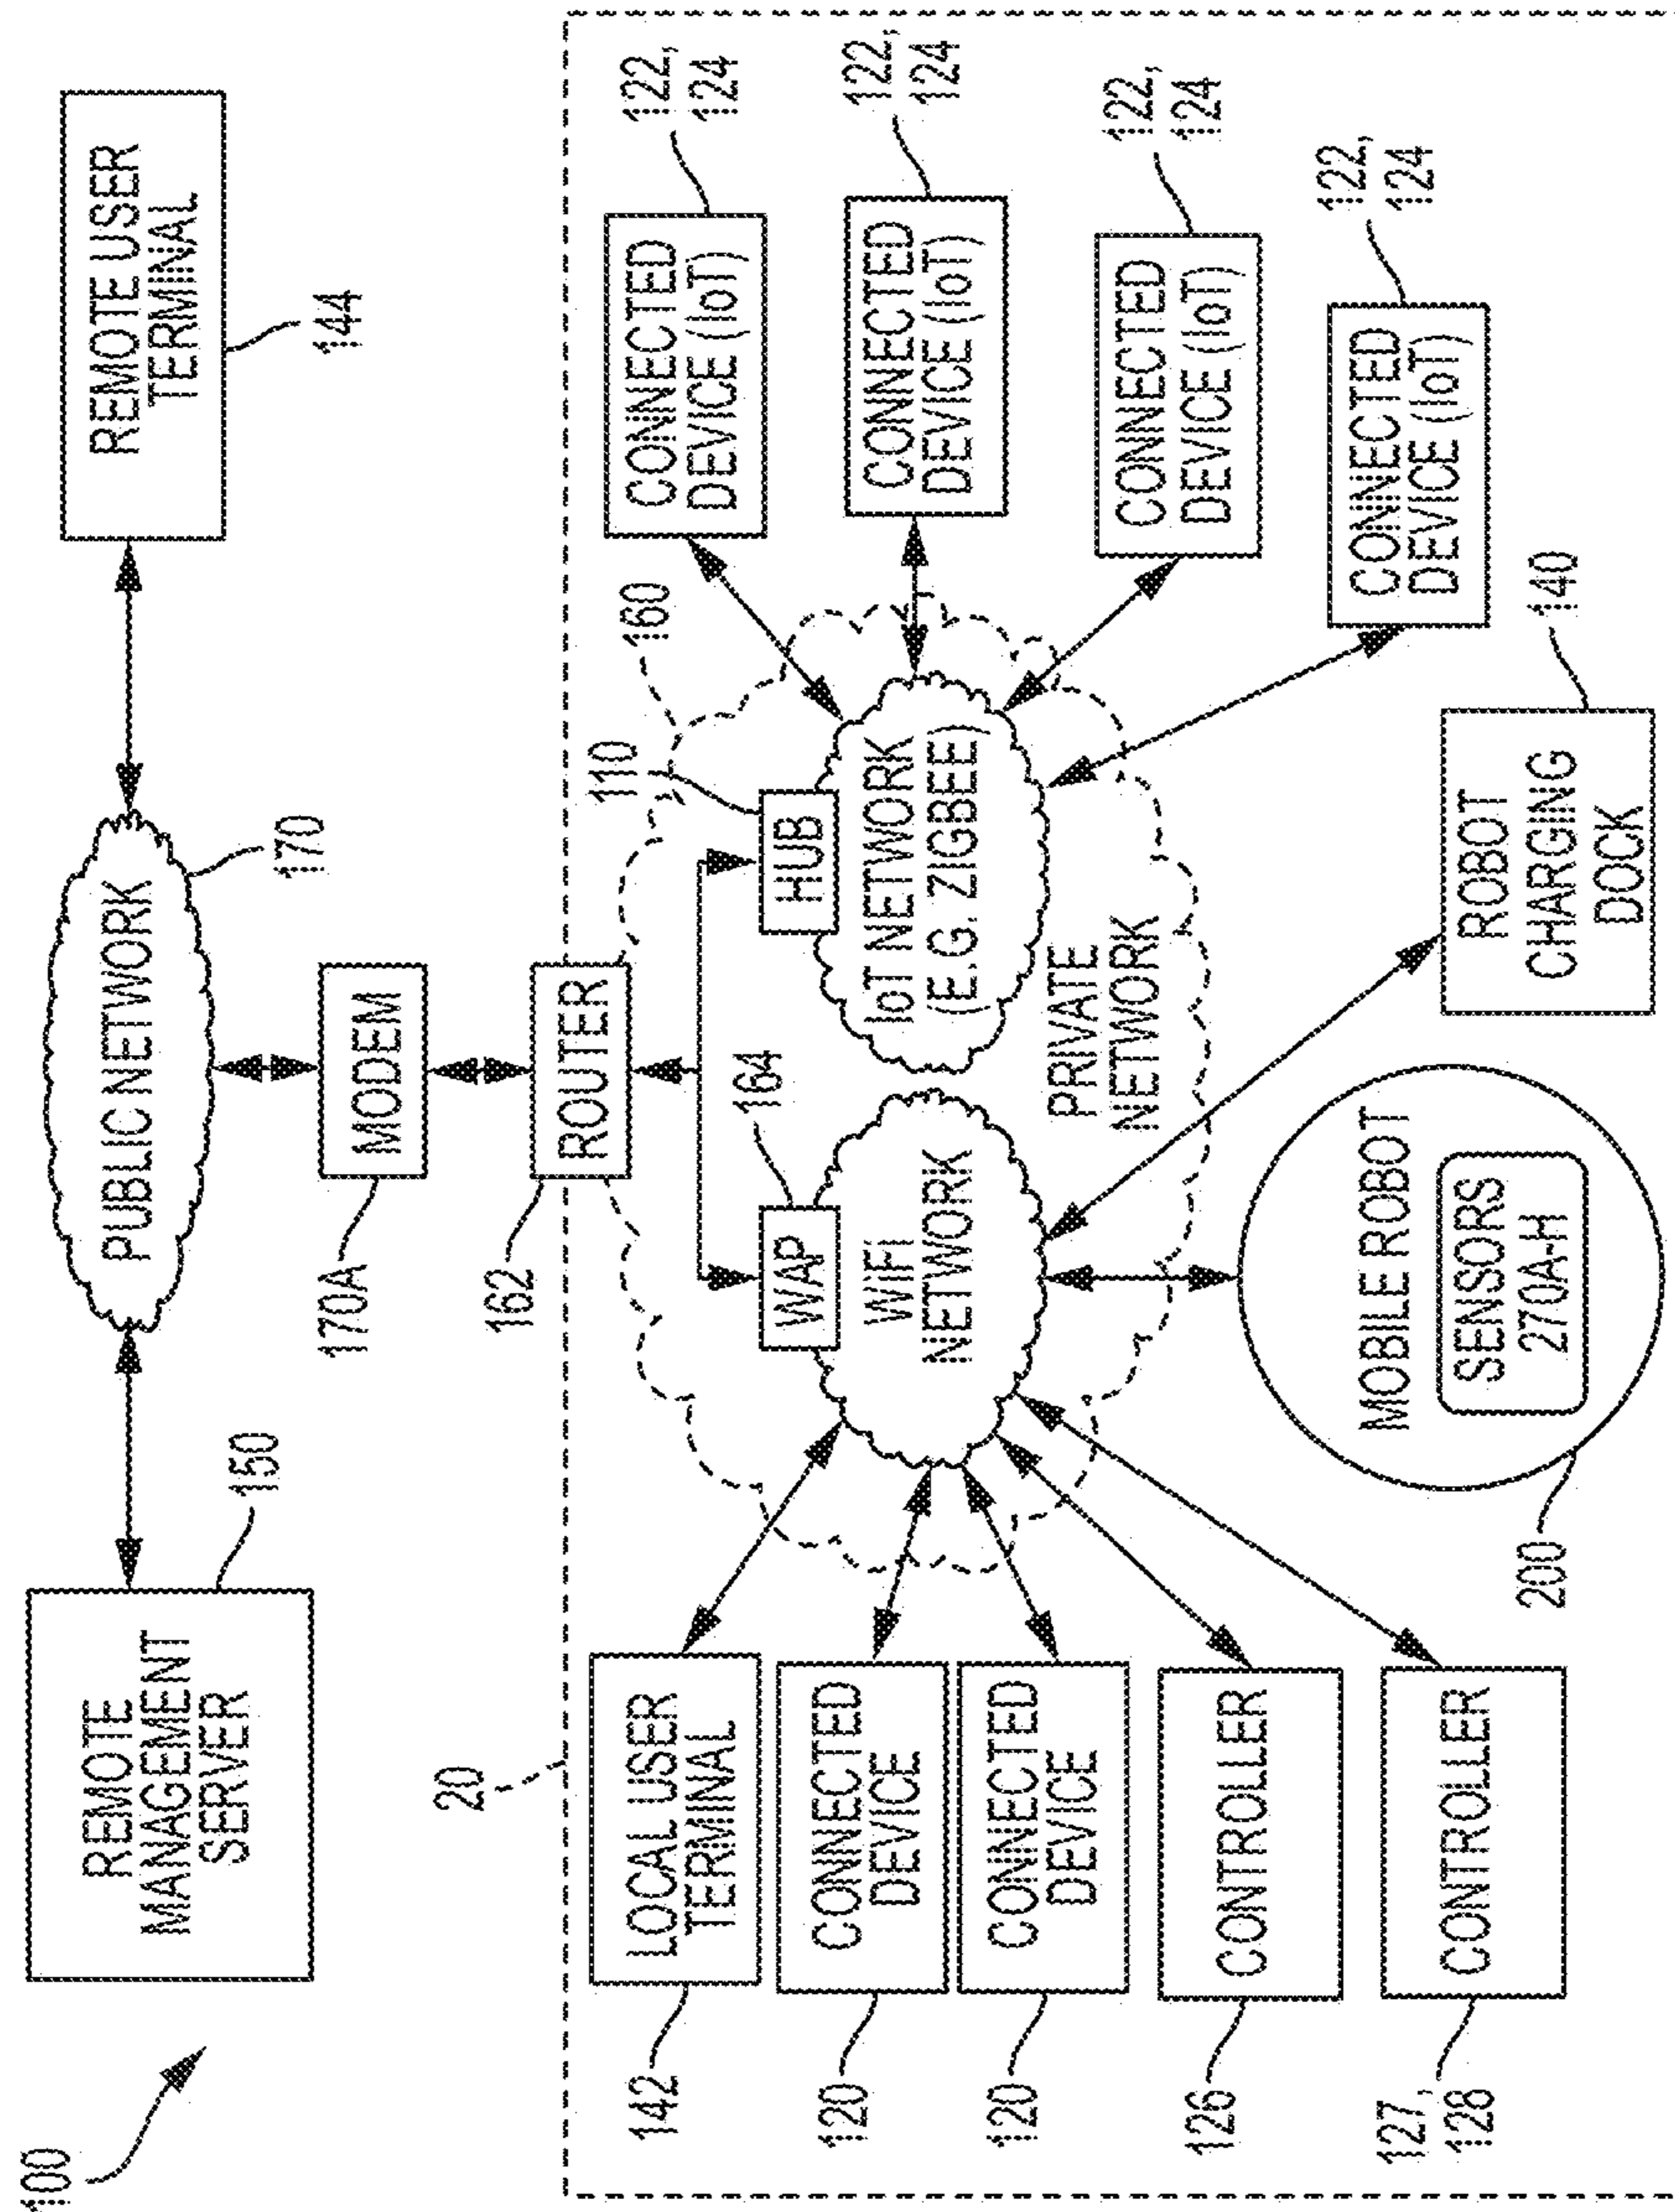 100
REMOTE
MANAGEMENT
SERVER
150
PUBLIC NETWORK
170
REMOTE USER
TERMINAL
144
170A
MODEM
162
ROUTER
20
160
110
164
WAP
HUB
WIFI
NETWORK
IoT NETWORK
(E.G. ZIGBEE)
PRIVATE
NETWORK
LOCAL USER
TERMINAL
142
CONNECTED
DEVICE
120
CONNECTED
DEVICE
120
CONTROLLER
126
CONTROLLER
127,
128
MOBILE ROBOT
SENSORS
270A-H
200
ROBOT
CHARGING
DOCK
140
CONNECTED
DEVICE (IoT)
122,
124
CONNECTED
DEVICE (IoT)
122,
124
CONNECTED
DEVICE (IoT)
122,
124
CONNECTED
DEVICE (IoT)
122,
124